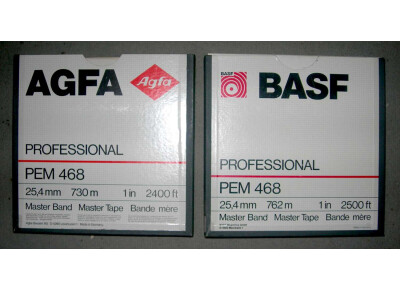 AGFA
Agfa
PROFESSIONAL
PEM 468
25,4 mm 730 m 1 in 2400 ft
Master Band Master Tape Bande mère
BASF
BASF
PROFESSIONAL
PEM 468
25,4 mm 762 m 1 in 2500 ft
Master Band Master Tape Bande mère